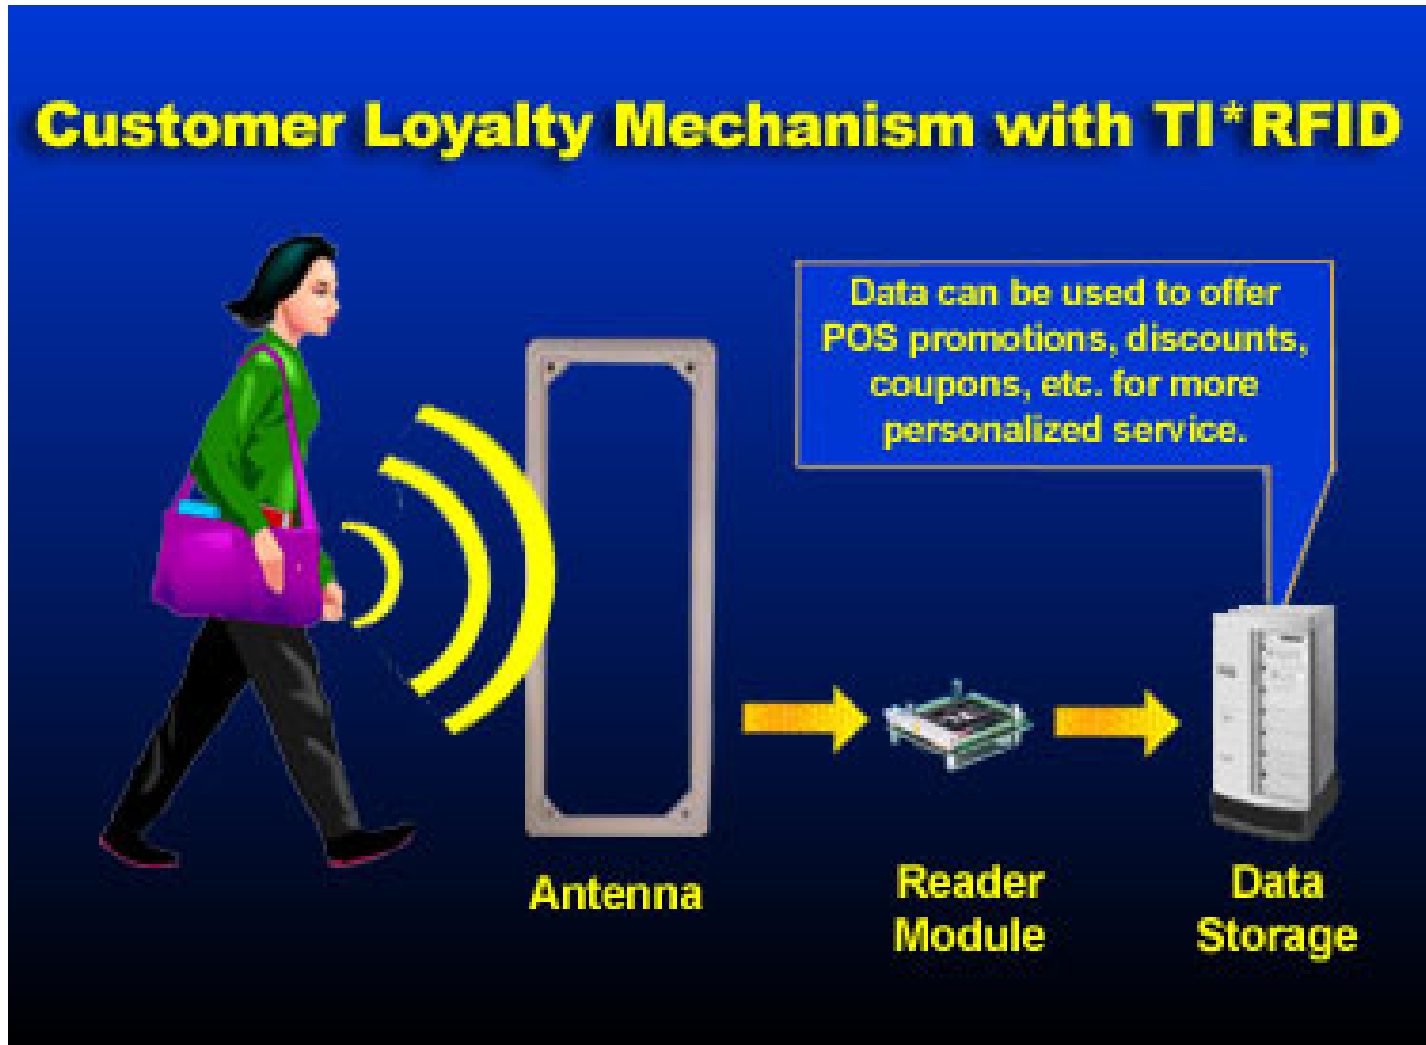 Customer Loyalty Mechanism with TI*RFID
Data can be used to offer
POS promotions, discounts,
coupons, etc. for more
personalized service.
Antenna
Reader
Module
Data
Storage